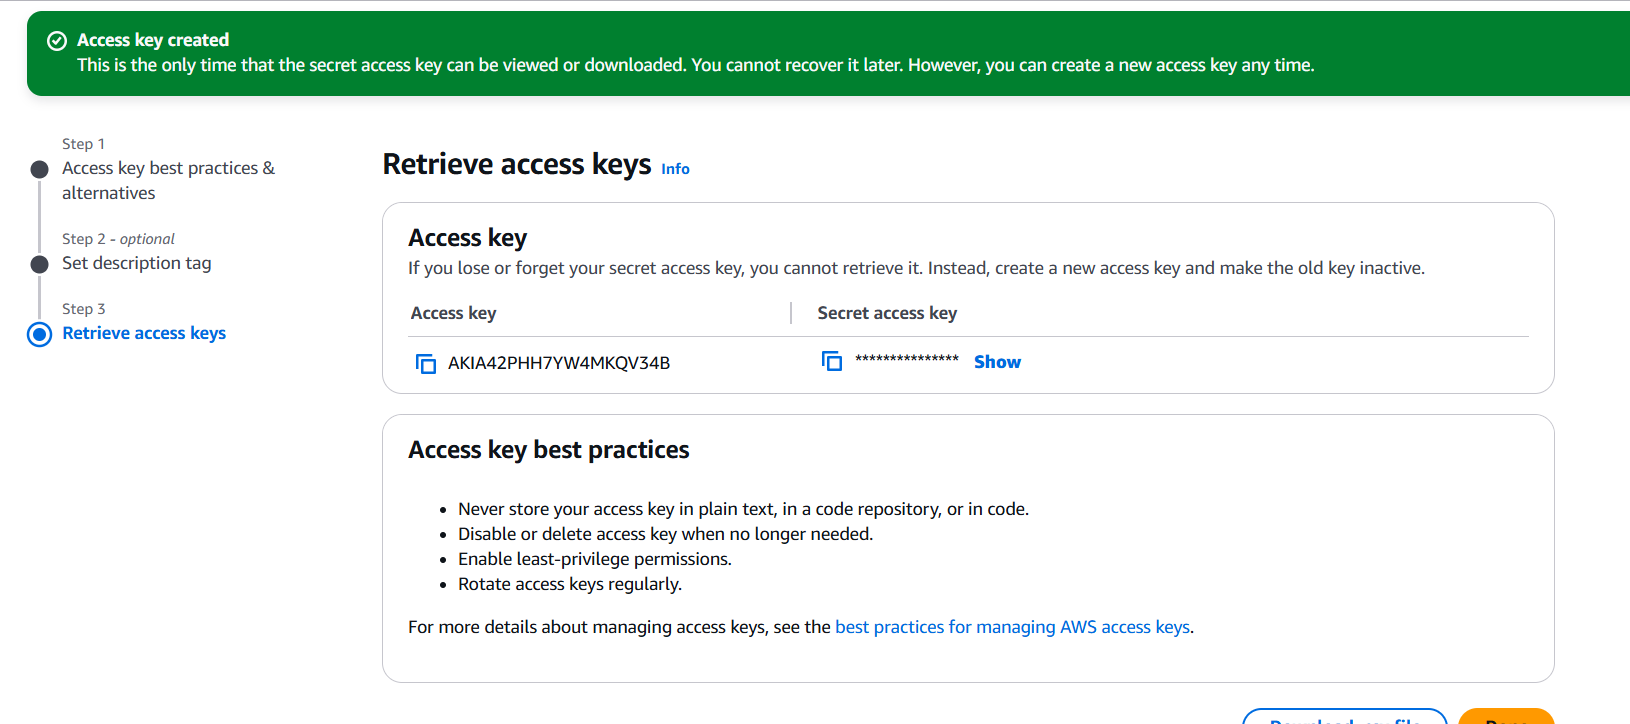 Access key created
This is the only time that the secret access key can be viewed or downloaded. You cannot recover it later. However, you can create a new access key any time.
Step 1
Access key best practices &
alternatives
Step 2 - optional
Set description tag
Step 3
Retrieve access keys
Retrieve access keys Info
Access key
If you lose or forget your secret access key, you cannot retrieve it. Instead, create a new access key and make the old key inactive.
Access key Secret access key
AKIA42PHH7YW4MKQV34B *************** Show
Access key best practices
• Never store your access key in plain text, in a code repository, or in code.
• Disable or delete access key when no longer needed.
• Enable least-privilege permissions.
• Rotate access keys regularly.
For more details about managing access keys, see the best practices for managing AWS access keys.